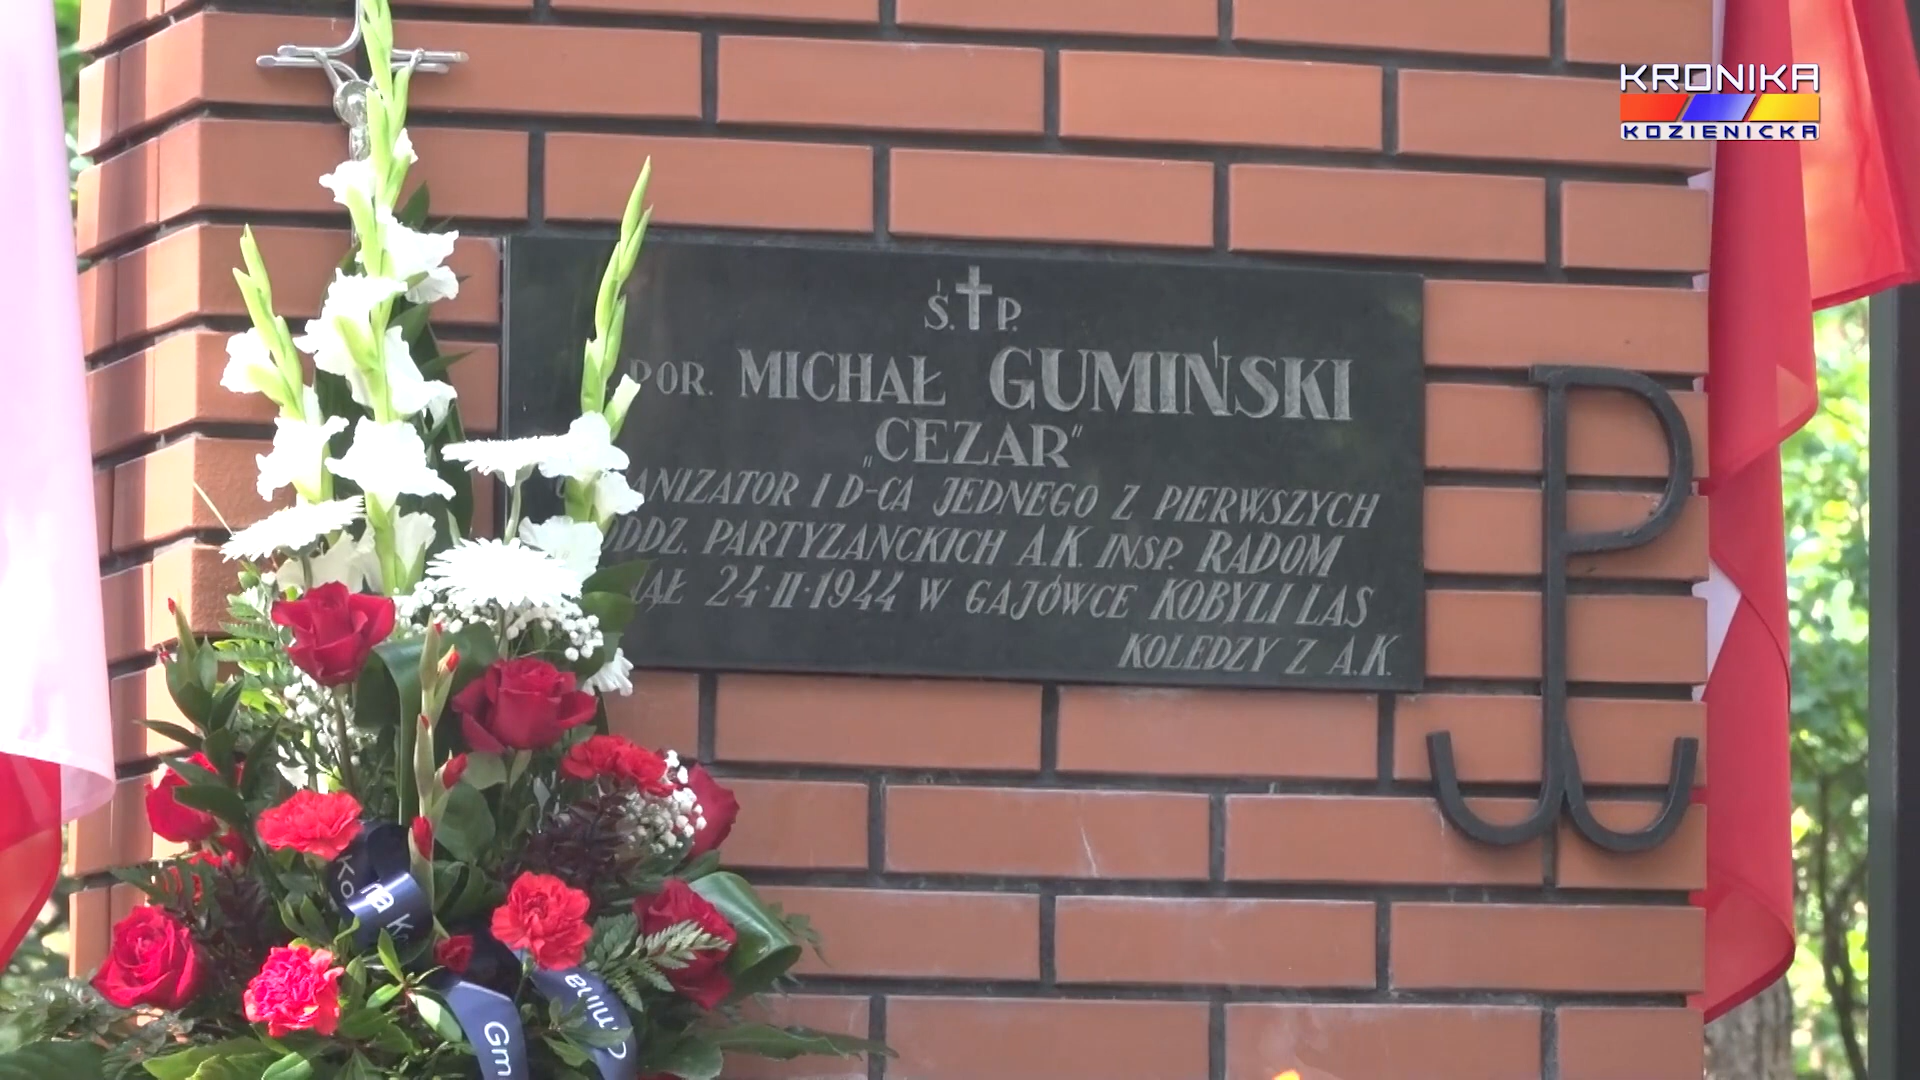 KRONIKA
KOZIENICKA
Ś.P.
POR. MICHAŁ GUMIŃSKI
„CEZAR"
I D-CA JEDNEGO Z PIERWSZYCH
ODDZ. PARTYZANCKICH A.K. INSP. RADOM
24·II·1944 W GAJÓWCE KOBYLI LAS
KOLEDZY Z A.K.
Gmina